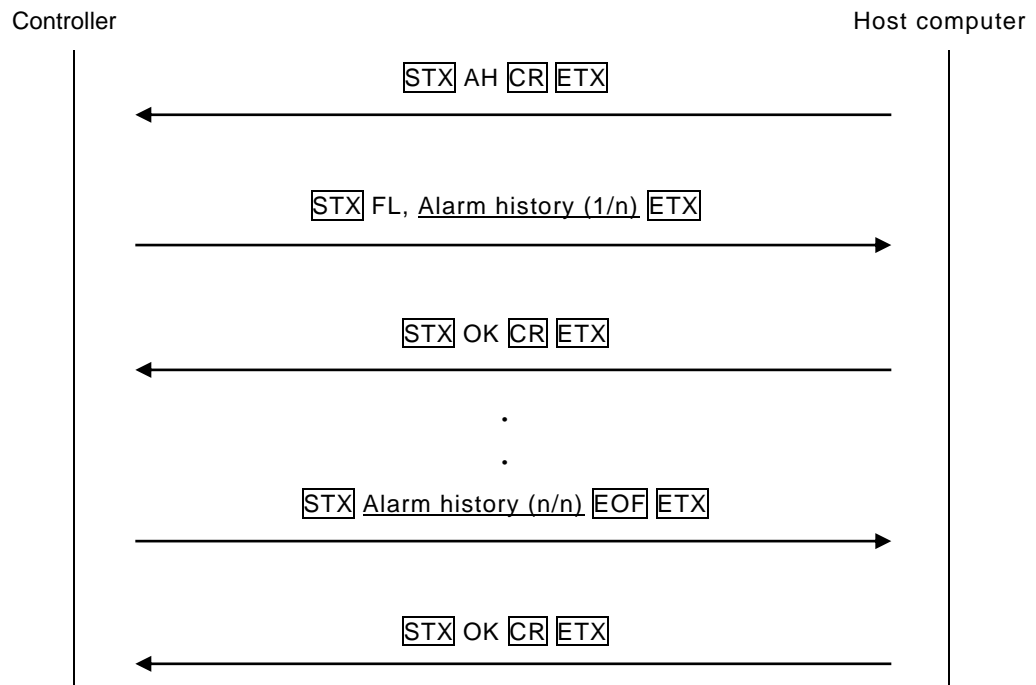 Controller Host computer
STX AH CR ETX
STX FL, Alarm history (1/n) ETX
STX OK CR ETX
.
.
STX Alarm history (n/n) EOF ETX
STX OK CR ETX